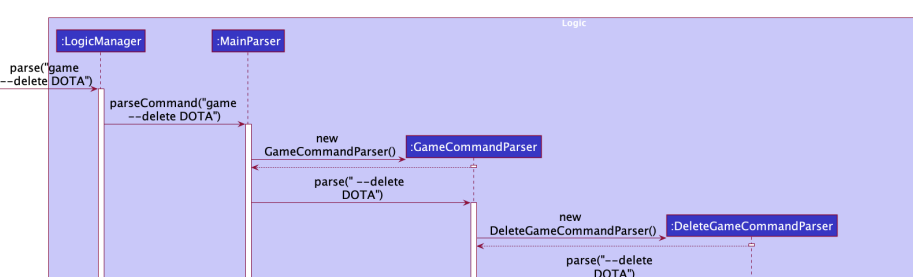 Logic
:LogicManager
:MainParser
parse("game
--delete DOTA")
parseCommand("game
--delete DOTA")
new
GameCommandParser()
:GameCommandParser
parse(" --delete
DOTA")
new
DeleteGameCommandParser()
:DeleteGameCommandParser
parse("--delete
DOTA")